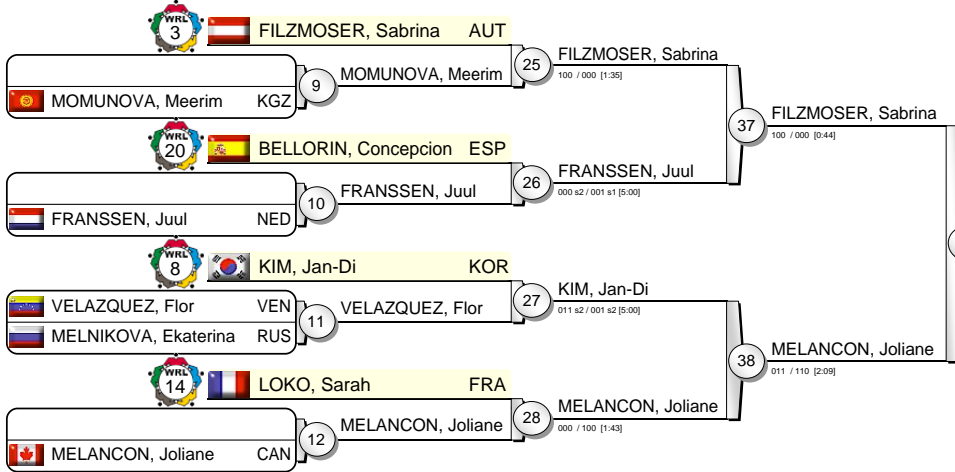 WRL
3
FILZMOSER, Sabrina AUT
25
FILZMOSER, Sabrina
100 / 000 [1:35]
9
MOMUNOVA, Meerim
MOMUNOVA, Meerim KGZ
37
FILZMOSER, Sabrina
100 / 000 [0:44]
WRL
20
BELLORIN, Concepcion ESP
26
FRANSSEN, Juul
000 s2 / 001 s1 [5:00]
10
FRANSSEN, Juul
FRANSSEN, Juul NED
WRL
8
KIM, Jan-Di KOR
27
KIM, Jan-Di
011 s2 / 001 s2 [5:00]
VELAZQUEZ, Flor VEN
11
VELAZQUEZ, Flor
MELNIKOVA, Ekaterina RUS
38
MELANCON, Joliane
011 / 110 [2:09]
WRL
14
LOKO, Sarah FRA
28
MELANCON, Joliane
000 / 100 [1:43]
12
MELANCON, Joliane
MELANCON, Joliane CAN